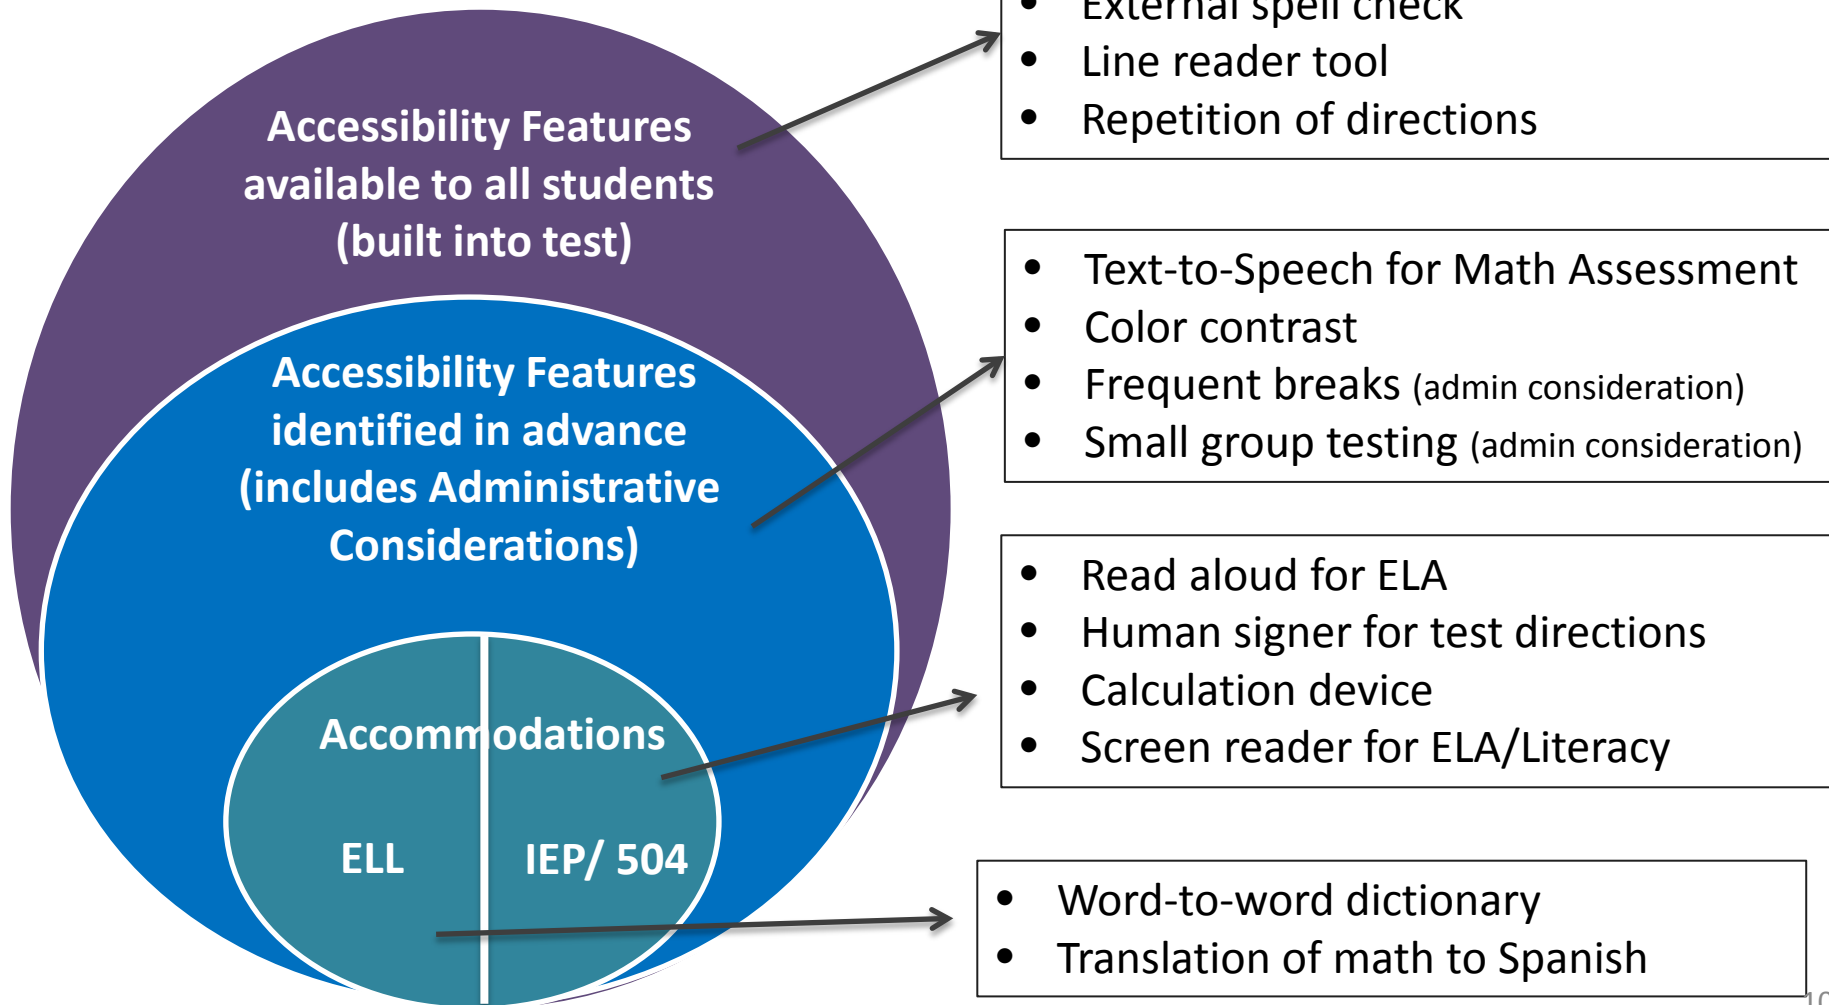 Accessibility Features
available to all students
(built into test)
Accessibility Features
identified in advance
(includes Administrative
Considerations)
Accommodations
ELL
IEP/ 504
• External spell check
• Line reader tool
• Repetition of directions
• Text-to-Speech for Math Assessment
• Color contrast
• Frequent breaks (admin consideration)
• Small group testing (admin consideration)
• Read aloud for ELA
• Human signer for test directions
• Calculation device
• Screen reader for ELA/Literacy
• Word-to-word dictionary
• Translation of math to Spanish